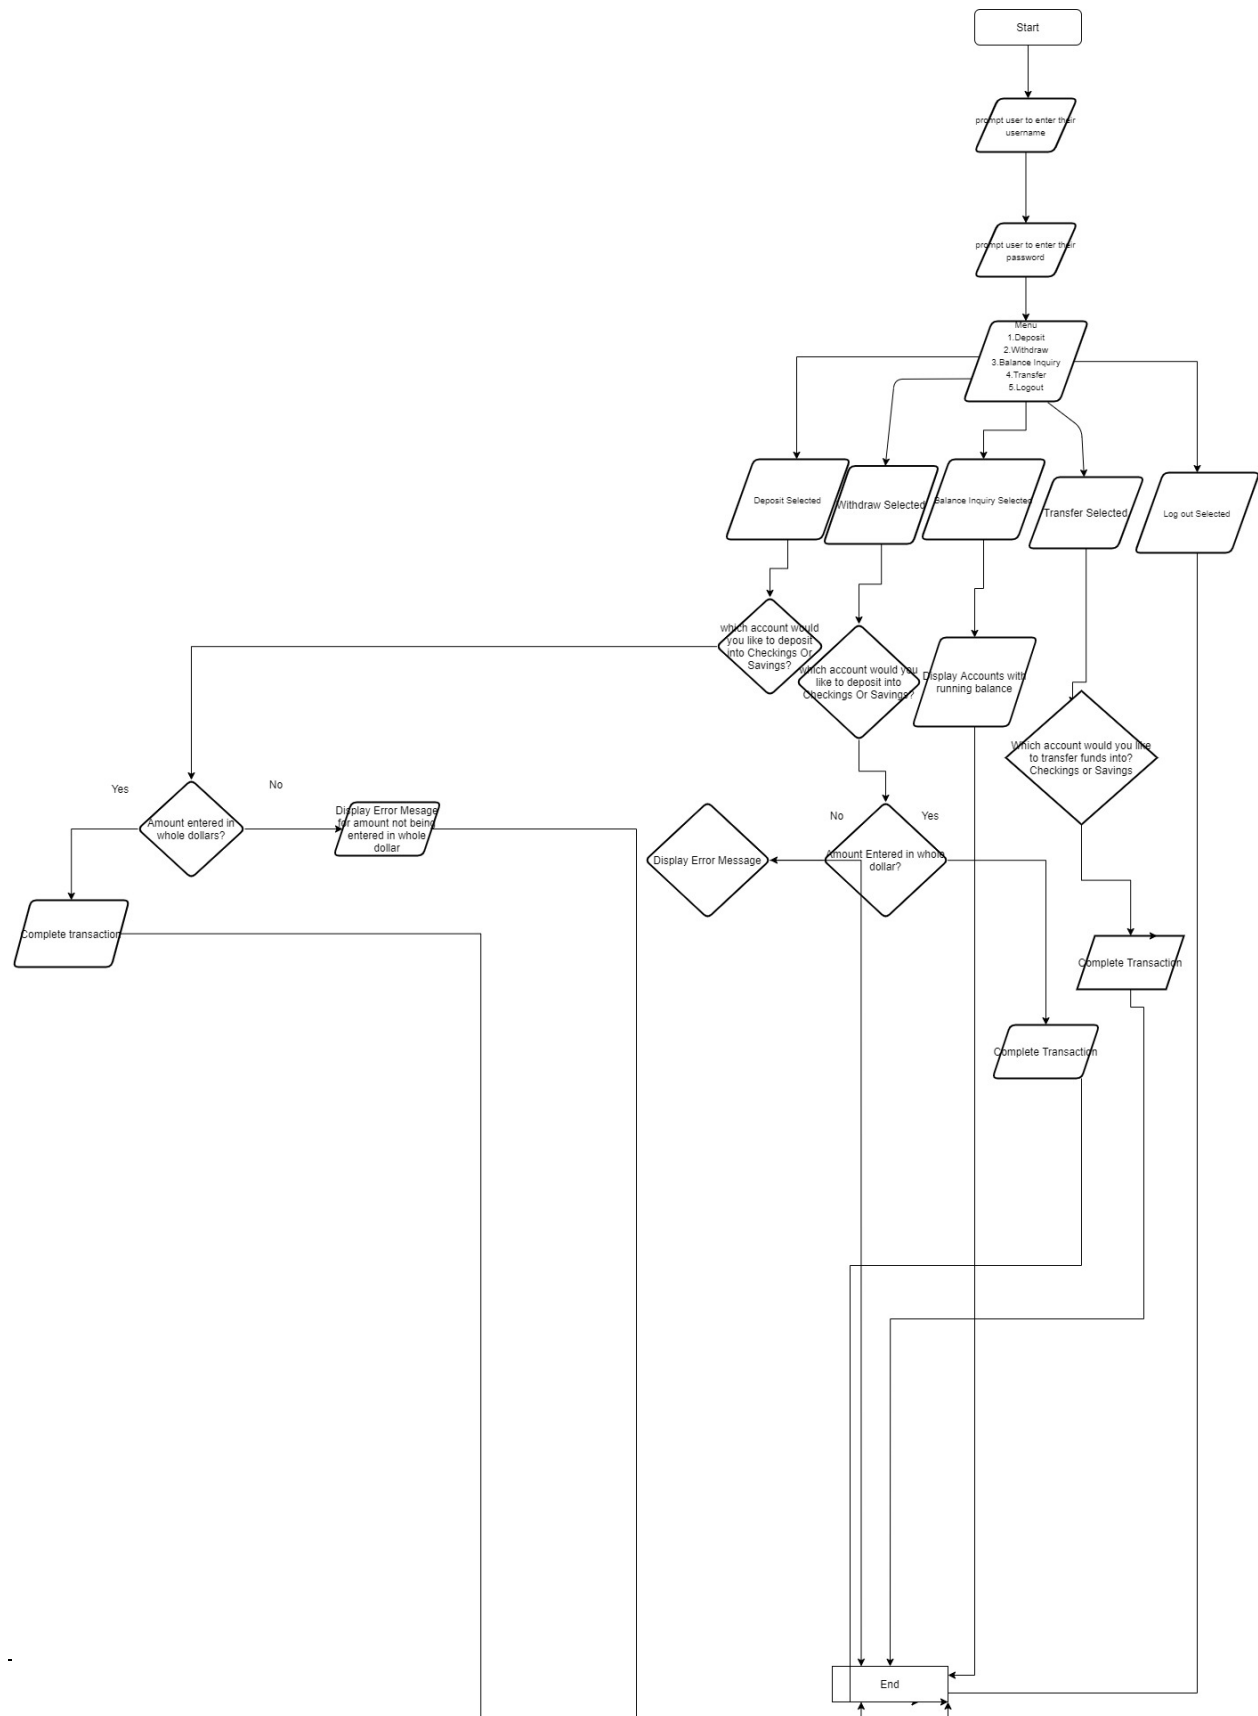 Start
prompt user to enter their
username
prompt user to enter their
password
Menu
1.Deposit
2.Withdraw
3.Balance Inquiry
4.Transfer
5.Logout
Deposit Selected
Withdraw Selected
Balance Inquiry Selected
Transfer Selected
Log out Selected
which account would
you like to deposit
into Checkings Or
Savings?
which account would you
like to deposit into
Checkings Or Savings?
Display Accounts with
running balance
Which account would you like
to transfer funds into?
Checkings or Savings
Yes
No
Amount entered in
whole dollars?
Display Error Mesage
for amount not being
entered in whole
dollar
No
Yes
Display Error Message
Amount Entered in whole
dollar?
Complete transaction
Complete Transaction
Complete Transaction
End